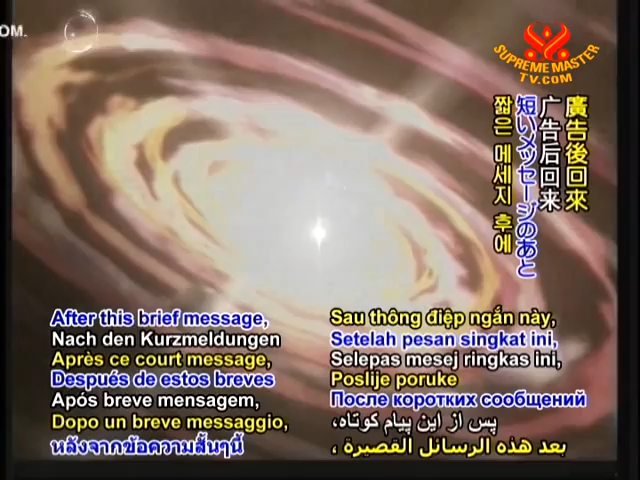 OM.
SUPREME MASTER
TV.COM
廣告後回來
广告后回来
短いメッセージのあと
짧은 메세지 후에
After this brief message,
Nach den Kurzmeldungen
Après ce court message,
Después de estos breves
Após breve mensagem,
Dopo un breve messaggio,
หลังจากข้อความสั้นๆนี้
Sau thông điệp ngắn này,
Setelah pesan singkat ini,
Selepas mesej ringkas ini,
Poslije poruke
После коротких сообщений
پس از این پیام کوتاه،
بعد هذه الرسائل القصيرة ،